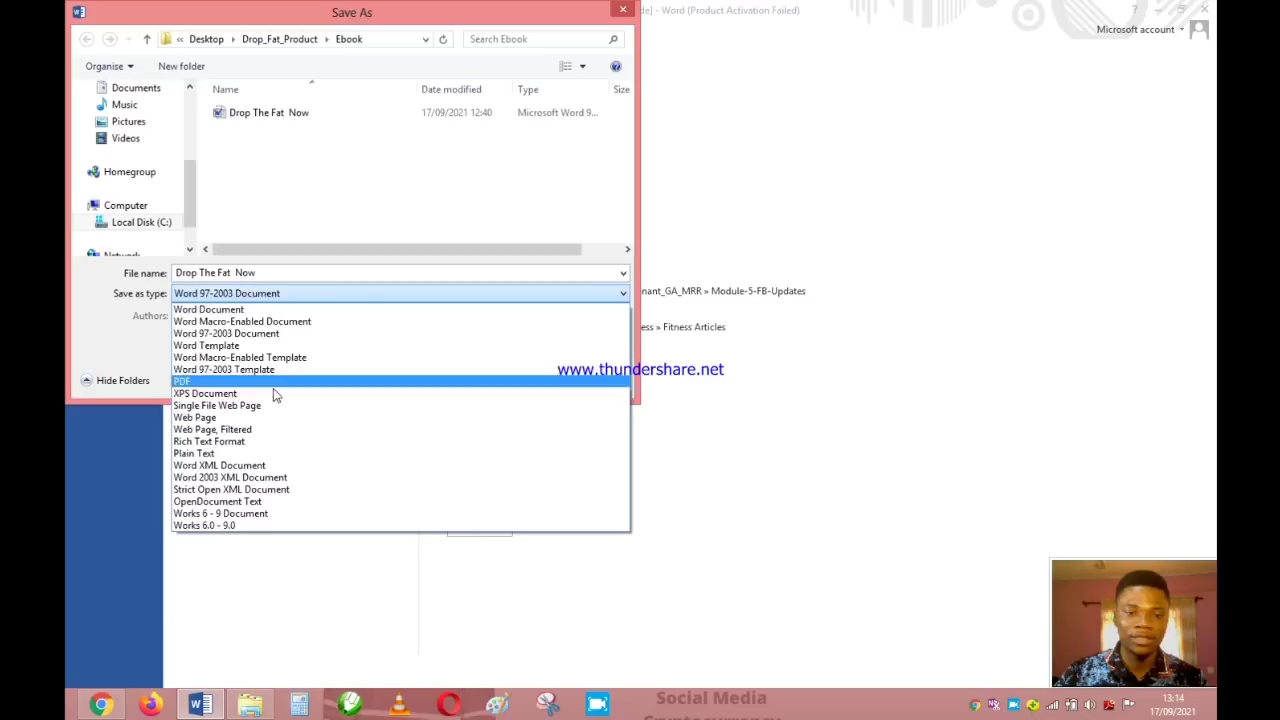 Save As
de] - Word (Product Activation Failed)
Microsoft account
« Desktop Drop_Fat_Product Ebook
Search Ebook
Organise
New folder
Documents
Music
Pictures
Videos
Homegroup
Computer
Local Disk (C:)
Network
Name
Date modified
Type
Size
Drop The Fat  Now
17/09/2021 12:40
Microsoft Word 9...
File name:
Drop The Fat  Now
Save as type:
Word 97-2003 Document
Authors:
Hide Folders
Word Document
Word Macro-Enabled Document
Word 97-2003 Document
Word Template
Word Macro-Enabled Template
Word 97-2003 Template
PDF
XPS Document
Single File Web Page
Web Page
Web Page, Filtered
Rich Text Format
Plain Text
Word XML Document
Word 2003 XML Document
Strict Open XML Document
OpenDocument Text
Works 6 - 9 Document
Works 6.0 - 9.0
nant_GA_MRR » Module-5-FB-Updates
ess » Fitness Articles
www.thundershare.net
Social Media
Cryptocurrency
13:14
17/09/2021